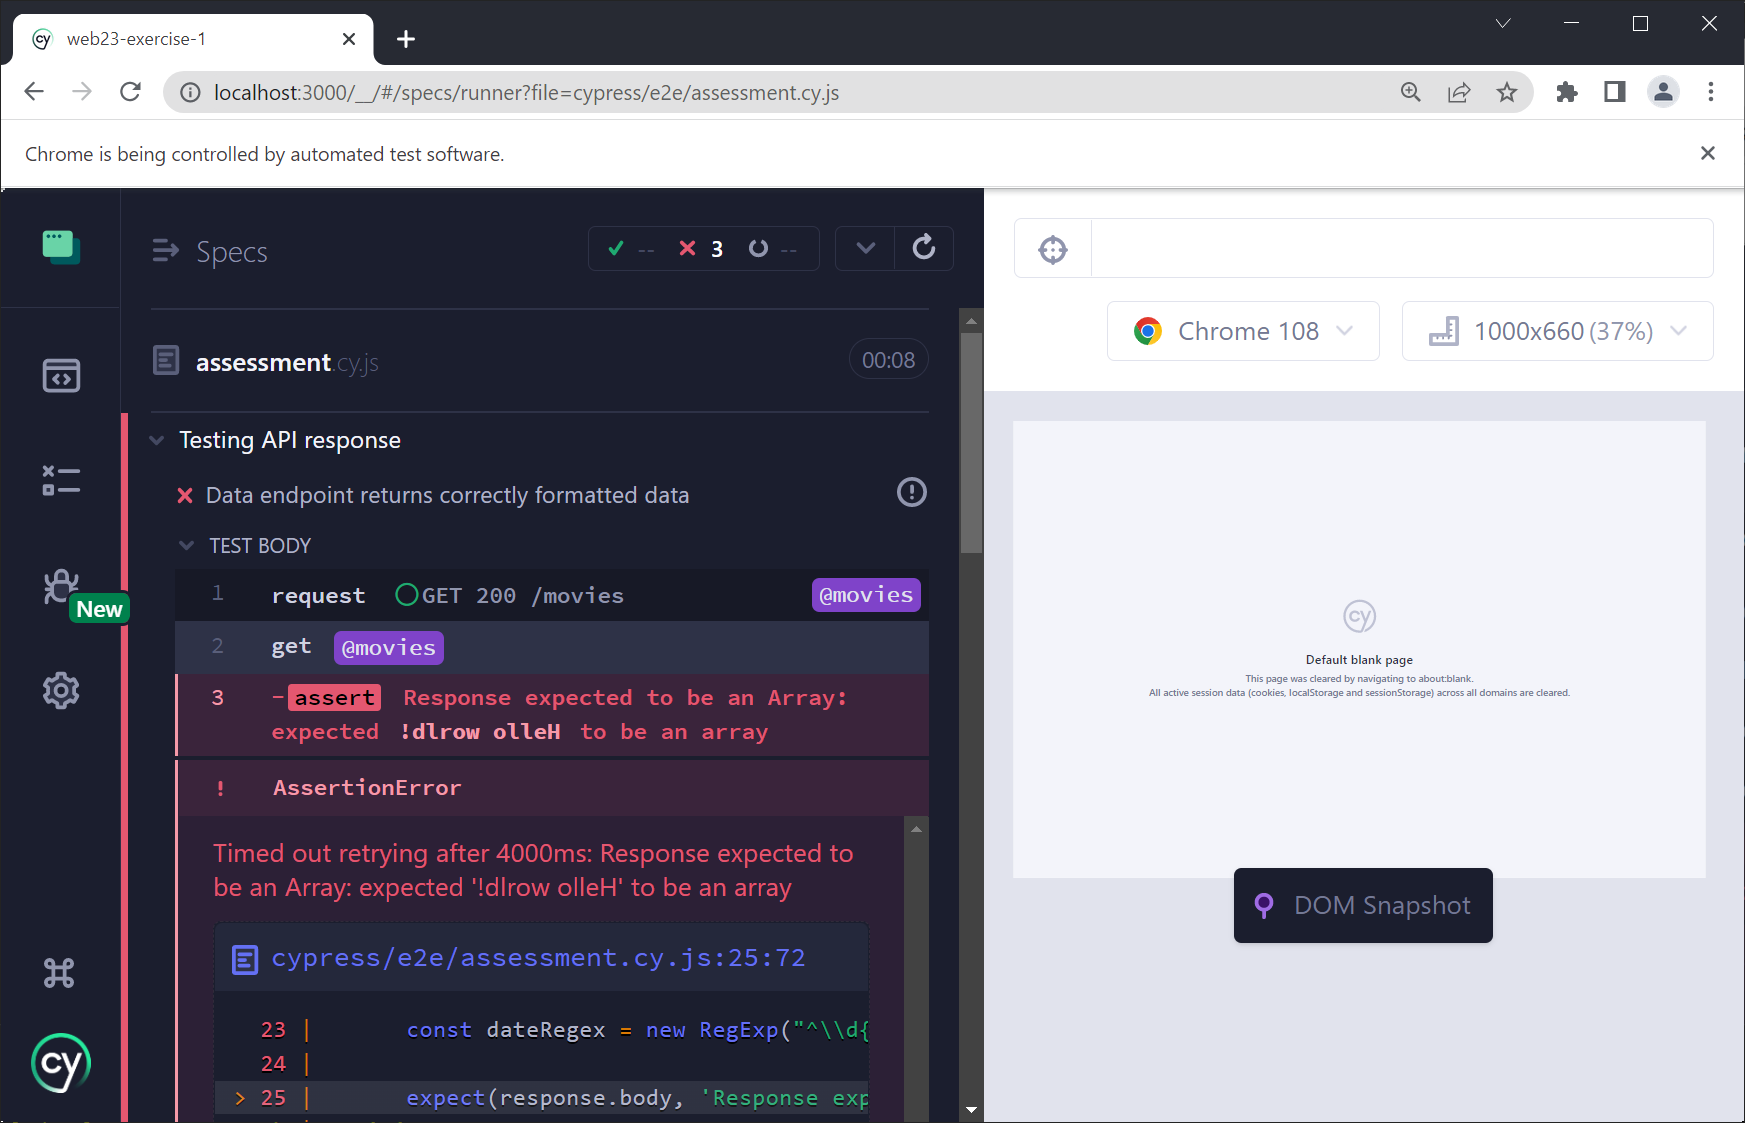 cy web23-exercise-1
localhost:3000/__/#/specs/runner?file=cypress/e2e/assessment.cy.js
Chrome is being controlled by automated test software.
Specs
-- 3 --
assessment.cy.js 00:08
Testing API response
Data endpoint returns correctly formatted data
TEST BODY
1 request GET 200 /movies @movies
2 get @movies
3 -assert Response expected to be an Array:
expected !dlrow olleH to be an array
! AssertionError
Timed out retrying after 4000ms: Response expected to
be an Array: expected '!dlrow olleH' to be an array
cypress/e2e/assessment.cy.js:25:72
23 | const dateRegex = new RegExp("^\\d{
24 |
> 25 | expect(response.body, 'Response exp
New
cy
Chrome 108
1000x660 (37%)
cy
Default blank page
This page was cleared by navigating to about:blank.
All active session data (cookies, localStorage and sessionStorage) across all domains are cleared.
DOM Snapshot